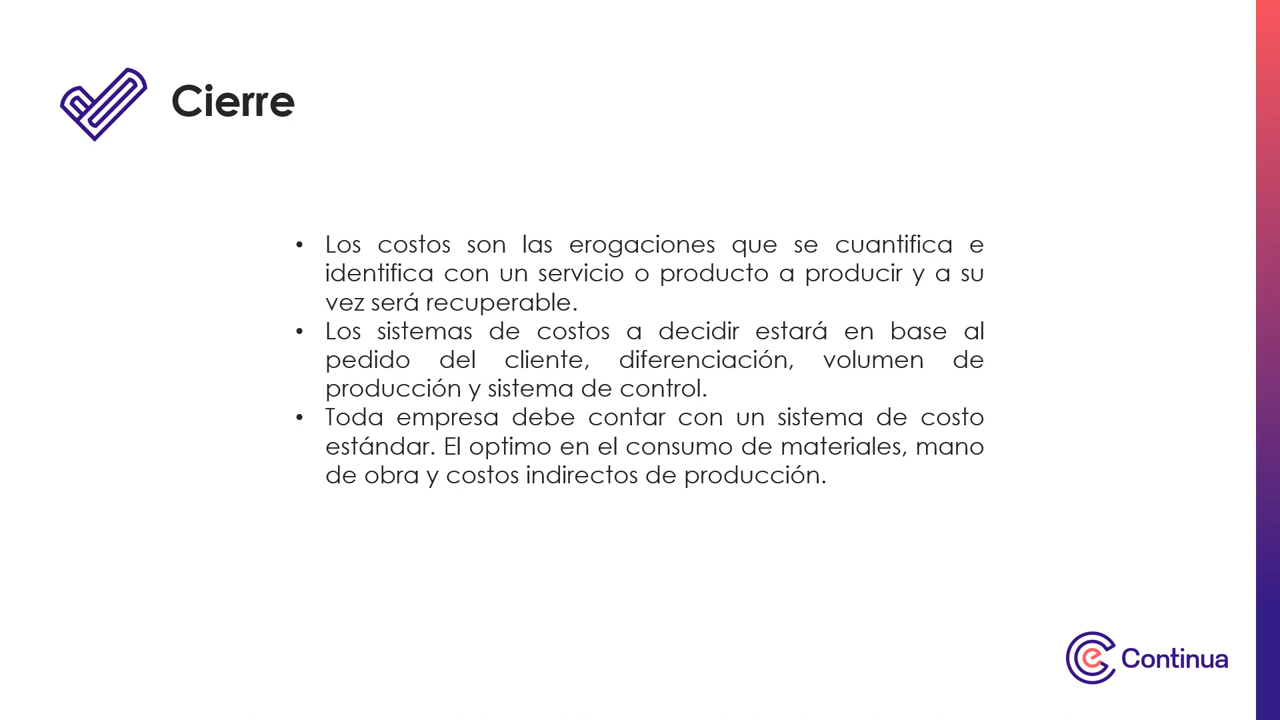 Cierre
• Los costos son las erogaciones que se cuantifica e
identifica con un servicio o producto a producir y a su
vez será recuperable.
• Los sistemas de costos a decidir estará en base al
pedido del cliente, diferenciación, volumen de
producción y sistema de control.
• Toda empresa debe contar con un sistema de costo
estándar. El optimo en el consumo de materiales, mano
de obra y costos indirectos de producción.
e Continua